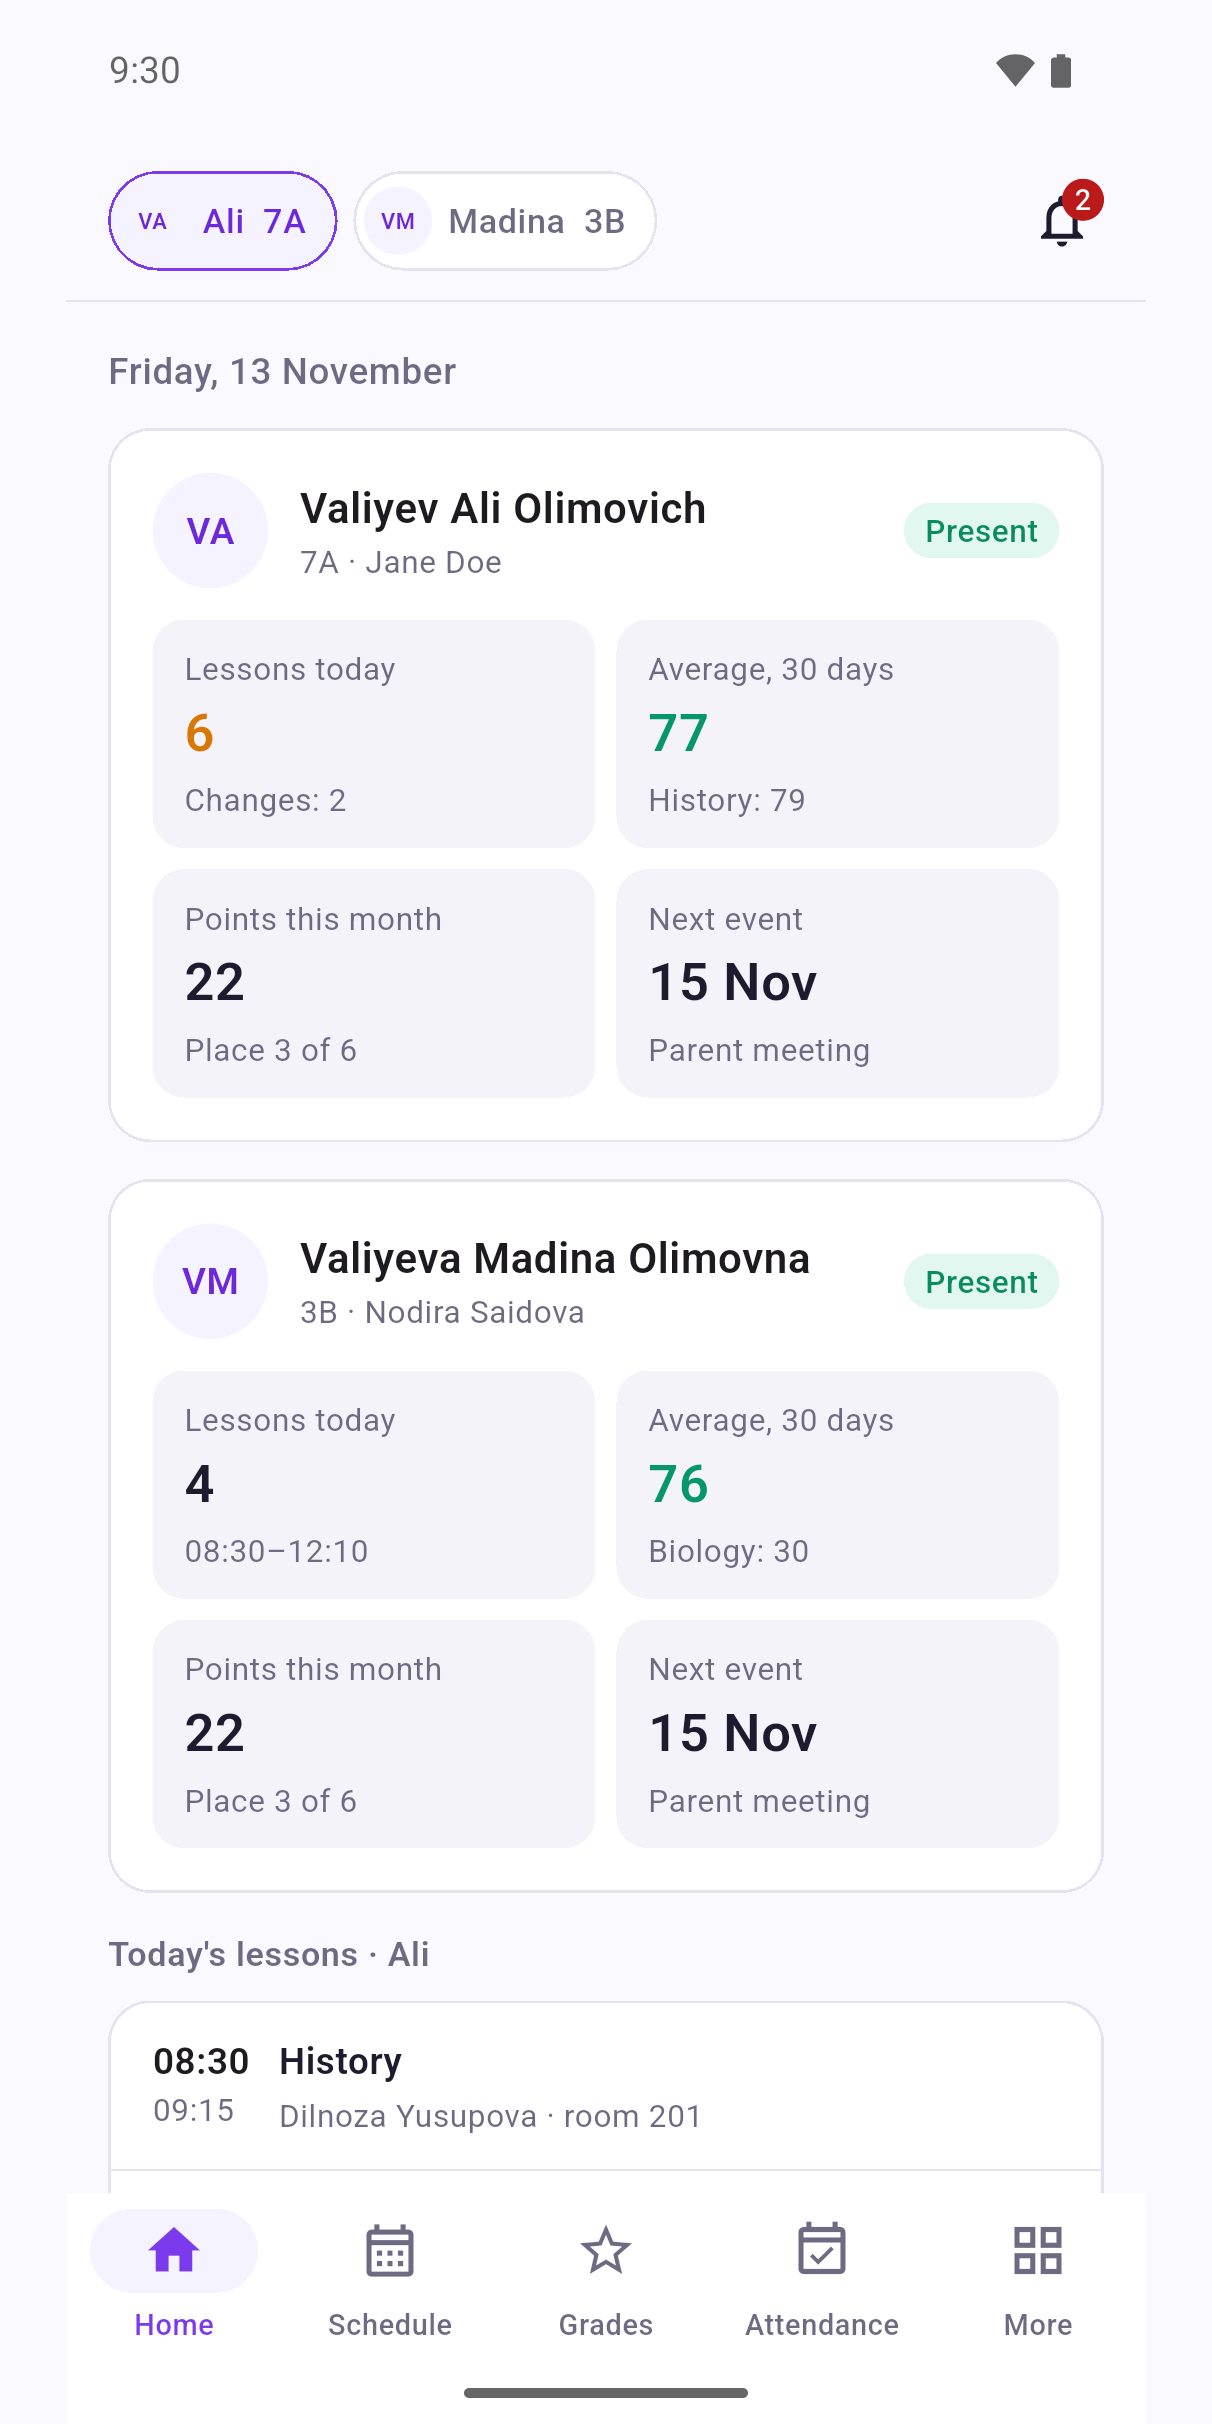 9:30
VA Ali 7A VM Madina 3B 2
Friday, 13 November
VA Valiyev Ali Olimovich Present
7A · Jane Doe
Lessons today
6
Changes: 2
Average, 30 days
77
History: 79
Points this month
22
Place 3 of 6
Next event
15 Nov
Parent meeting
VM Valiyeva Madina Olimovna Present
3B · Nodira Saidova
Lessons today
4
08:30–12:10
Average, 30 days
76
Biology: 30
Points this month
22
Place 3 of 6
Next event
15 Nov
Parent meeting
Today's lessons · Ali
08:30 History
09:15 Dilnoza Yusupova · room 201
Home Schedule Grades Attendance More